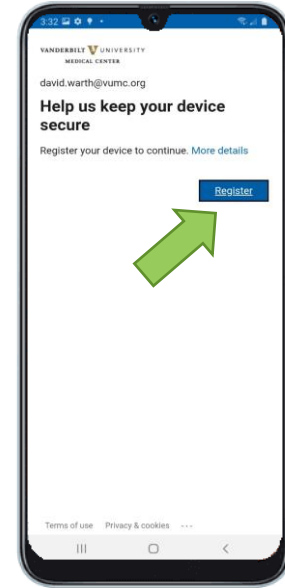 3:32
VANDERBILT V UNIVERSITY
MEDICAL CENTER
david.warth@vumc.org
Help us keep your device
secure
Register your device to continue. More details
Register
Terms of use Privacy & cookies ...